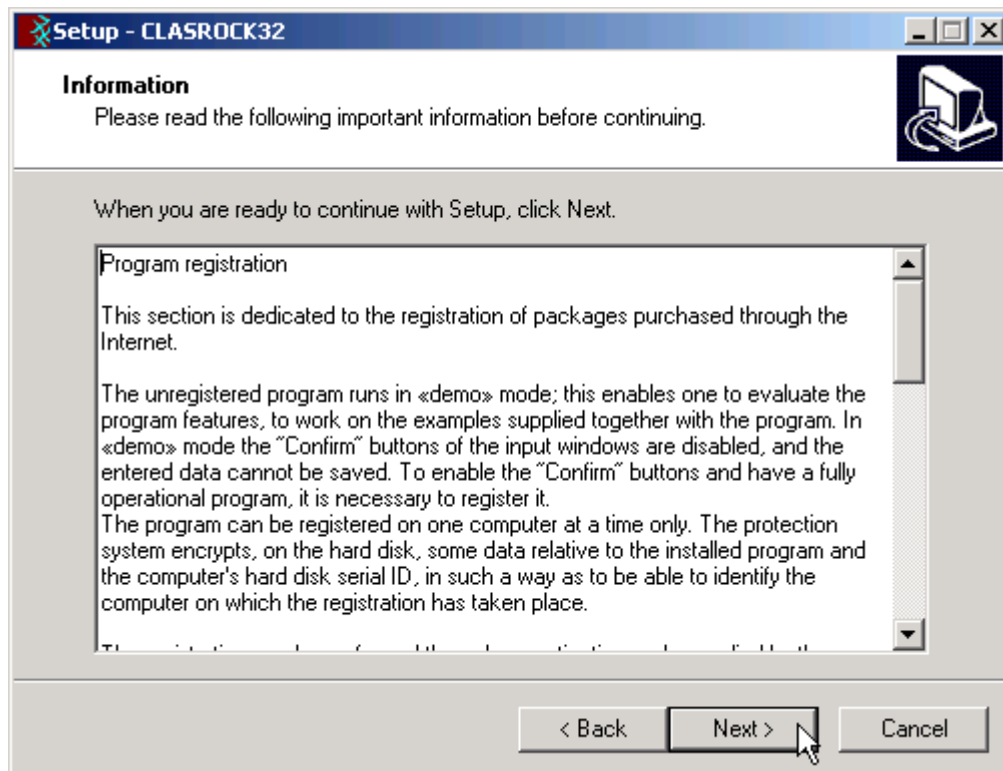 Setup - CLASROCK32
Information
Please read the following important information before continuing.
When you are ready to continue with Setup, click Next.
Program registration
This section is dedicated to the registration of packages purchased through the
Internet.
The unregistered program runs in «demo» mode; this enables one to evaluate the
program features, to work on the examples supplied together with the program. In
«demo» mode the "Confirm" buttons of the input windows are disabled, and the
entered data cannot be saved. To enable the "Confirm" buttons and have a fully
operational program, it is necessary to register it.
The program can be registered on one computer at a time only. The protection
system encrypts, on the hard disk, some data relative to the installed program and
the computer's hard disk serial ID, in such a way as to be able to identify the
computer on which the registration has taken place.
< Back
Next >
Cancel